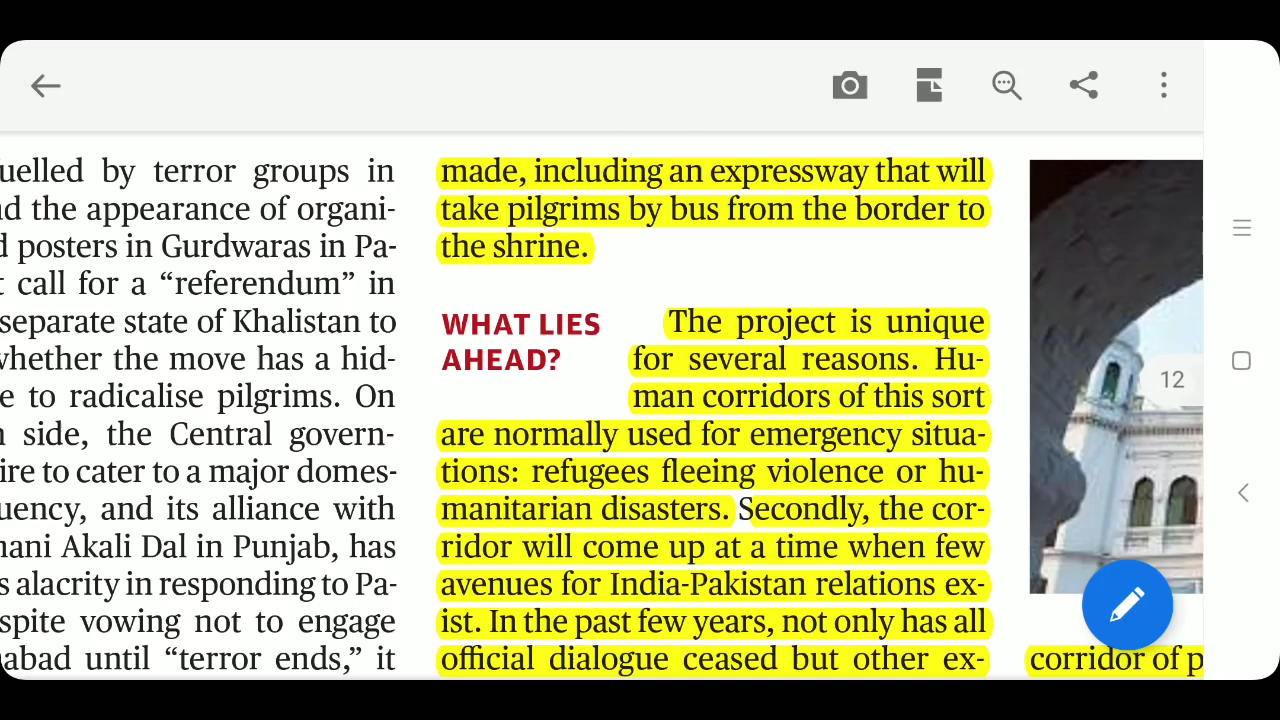 uelled by terror groups in
d the appearance of organi-
posters in Gurdwaras in Pa-
call for a “referendum” in
separate state of Khalistan to
whether the move has a hid-
e to radicalise pilgrims. On
side, the Central govern-
ire to cater to a major domes-
uency, and its alliance with
ani Akali Dal in Punjab, has
s alacrity in responding to Pa-
spite vowing not to engage
abad until “terror ends,” it
made, including an expressway that will
take pilgrims by bus from the border to
the shrine.
WHAT LIES
AHEAD?
The project is unique
for several reasons. Hu-
man corridors of this sort
are normally used for emergency situa-
tions: refugees fleeing violence or hu-
manitarian disasters. Secondly, the cor-
ridor will come up at a time when few
avenues for India-Pakistan relations ex-
ist. In the past few years, not only has all
official dialogue ceased but other ex-
12
corridor of p